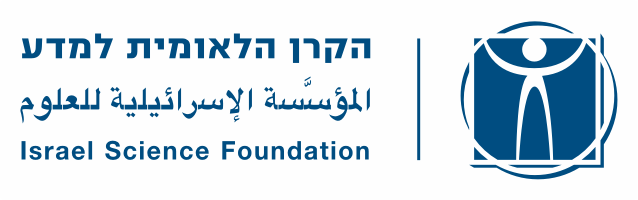 הקרן הלאומית למדע
المؤسَّسة الإسرائيلية للعلوم
Israel Science Foundation